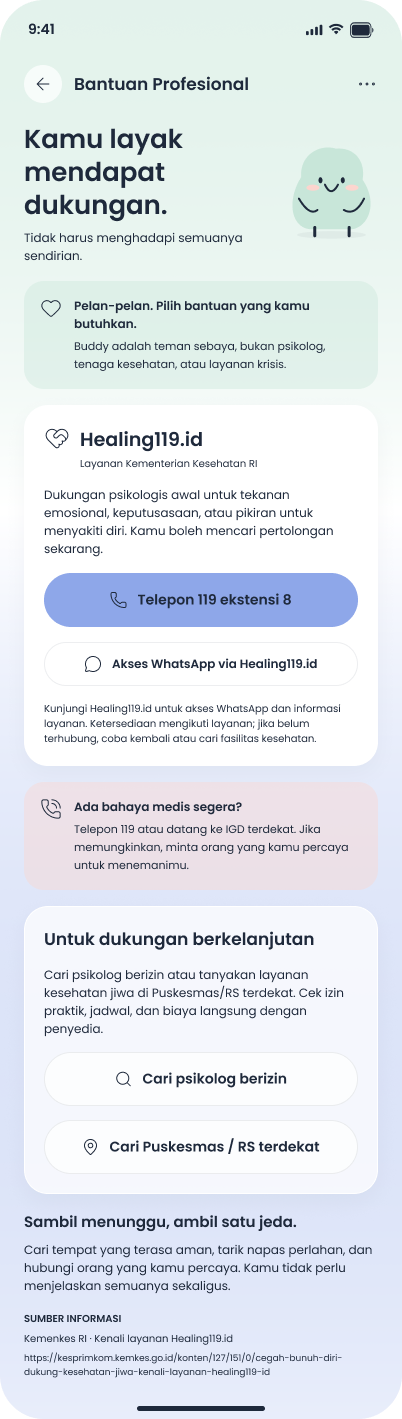 9:41
Bantuan Profesional
Kamu layak
mendapat
dukungan.
Tidak harus menghadapi semuanya
sendirian.
Pelan-pelan. Pilih bantuan yang kamu
butuhkan.
Buddy adalah teman sebaya, bukan psikolog,
tenaga kesehatan, atau layanan krisis.
Healing119.id
Layanan Kementerian Kesehatan RI
Dukungan psikologis awal untuk tekanan
emosional, keputusasaan, atau pikiran untuk
menyakiti diri. Kamu boleh mencari pertolongan
sekarang.
Telepon 119 ekstensi 8
Akses WhatsApp via Healing119.id
Kunjungi Healing119.id untuk akses WhatsApp dan informasi
layanan. Ketersediaan mengikuti layanan; jika belum
terhubung, coba kembali atau cari fasilitas kesehatan.
Ada bahaya medis segera?
Telepon 119 atau datang ke IGD terdekat. Jika
memungkinkan, minta orang yang kamu percaya
untuk menemanimu.
Untuk dukungan berkelanjutan
Cari psikolog berizin atau tanyakan layanan
kesehatan jiwa di Puskesmas/RS terdekat. Cek izin
praktik, jadwal, dan biaya langsung dengan
penyedia.
Cari psikolog berizin
Cari Puskesmas / RS terdekat
Sambil menunggu, ambil satu jeda.
Cari tempat yang terasa aman, tarik napas perlahan, dan
hubungi orang yang kamu percaya. Kamu tidak perlu
menjelaskan semuanya sekaligus.
SUMBER INFORMASI
Kemenkes RI · Kenali layanan Healing119.id
https://kesprimkom.kemkes.go.id/konten/127/151/0/cegah-bunuh-diri-
dukung-kesehatan-jiwa-kenali-layanan-healing119-id